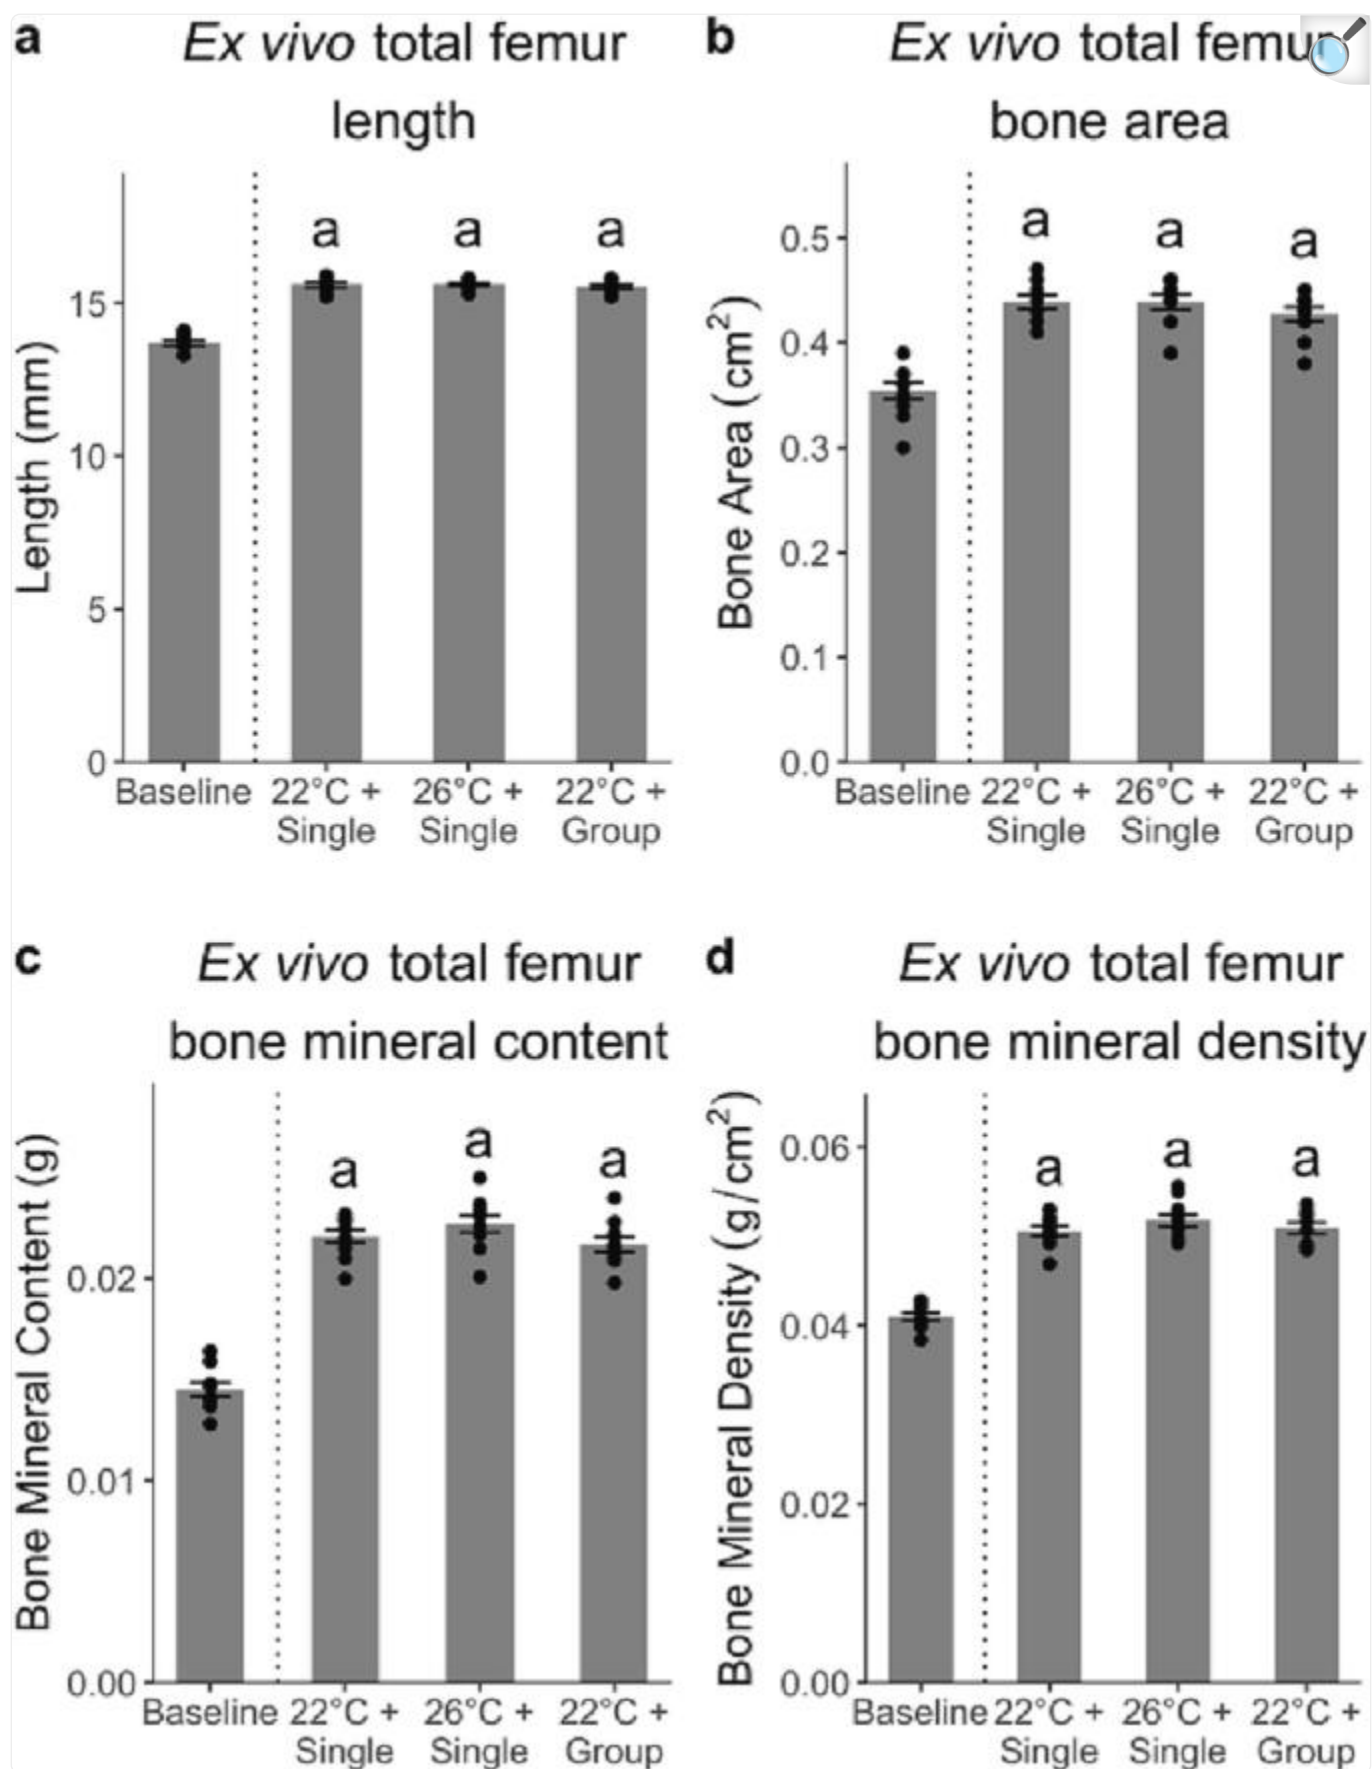 a
Ex vivo total femur
length
a
a
a
15
10
5
0
Length (mm)
Baseline
22°C +
Single
26°C +
Single
22°C +
Group
b
Ex vivo total femur
bone area
a
a
a
0.5
0.4
0.3
0.2
0.1
0.0
Bone Area (cm²)
Baseline
22°C +
Single
26°C +
Single
22°C +
Group
c
Ex vivo total femur
bone mineral content
a
a
a
0.02
0.01
0.00
Bone Mineral Content (g)
Baseline
22°C +
Single
26°C +
Single
22°C +
Group
d
Ex vivo total femur
bone mineral density
a
a
a
0.06
0.04
0.02
0.00
Bone Mineral Density (g/cm²)
Baseline
22°C +
Single
26°C +
Single
22°C +
Group